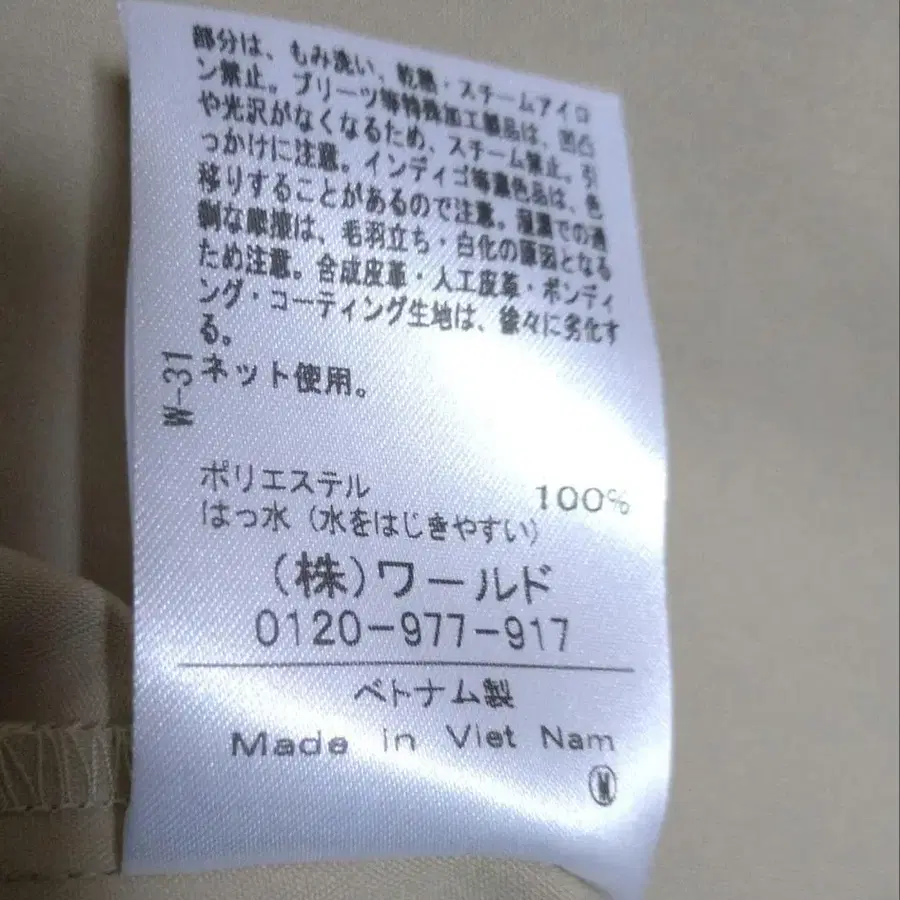 部分は、もみ洗い、乾熱・スチームアイロ
ン禁止。プリーツ等特殊加工製品は、凹凸
や光沢がなくなるため、スチーム禁止。引
っかけに注意。インディゴ等濃色品は、色
移りすることがあるので注意。湿潤での過
剰な摩擦は、毛羽立ち・白化の原因となる
ため注意。合成皮革・人工皮革・ボンディ
ング・コーティング生地は、徐々に劣化す
る。
ネット使用。
W-31
ポリエステル 100%
はっ水（水をはじきやすい）
（株）ワールド
0120-977-917
ベトナム製
Made in Viet Nam
M